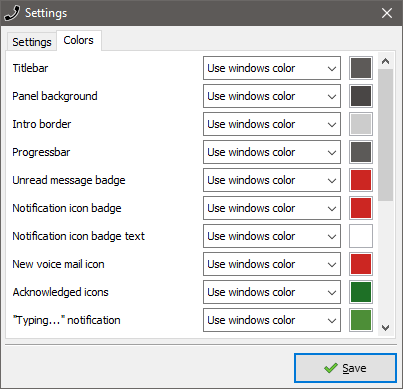 Settings
Settings Colors
Titlebar Use windows color
Panel background Use windows color
Intro border Use windows color
Progressbar Use windows color
Unread message badge Use windows color
Notification icon badge Use windows color
Notification icon badge text Use windows color
New voice mail icon Use windows color
Acknowledged icons Use windows color
"Typing..." notification Use windows color
Save